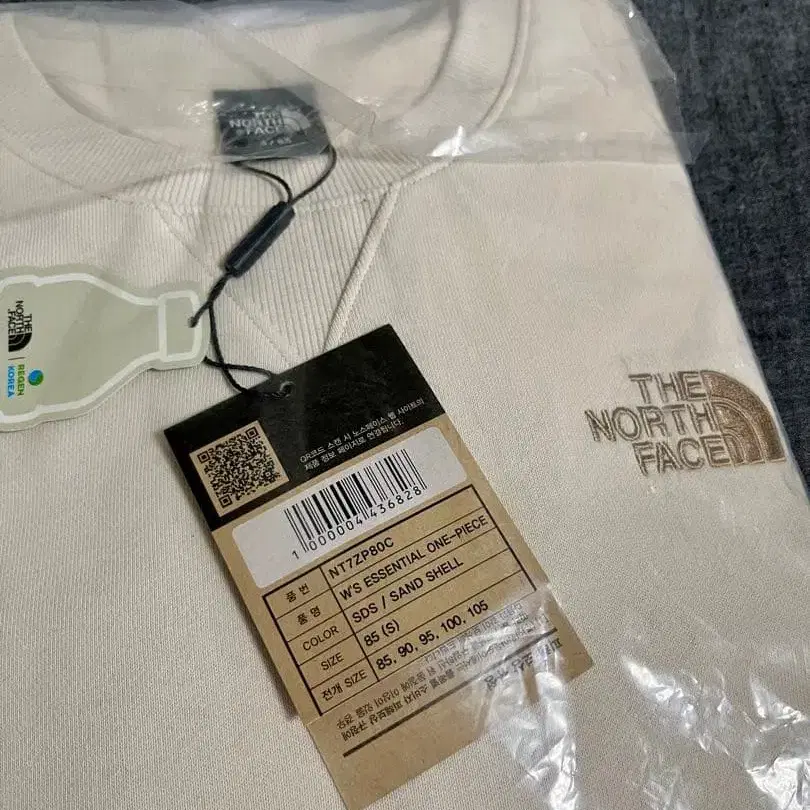 THE
NORTH
FACE
THE
NORTH
FACE
REGEN
KOREA
THE
NORTH
FACE
QR코드 스캔 시 노스페이스 웹 사이트의
제품 정보 페이지로 연결됩니다.
1 000004 436828
품 번 NT7ZP80C
품 명 W'S ESSENTIAL ONE-PIECE
COLOR SDS / SAND SHELL
SIZE 85 (S)
전개 SIZE 85, 90, 95, 100, 105